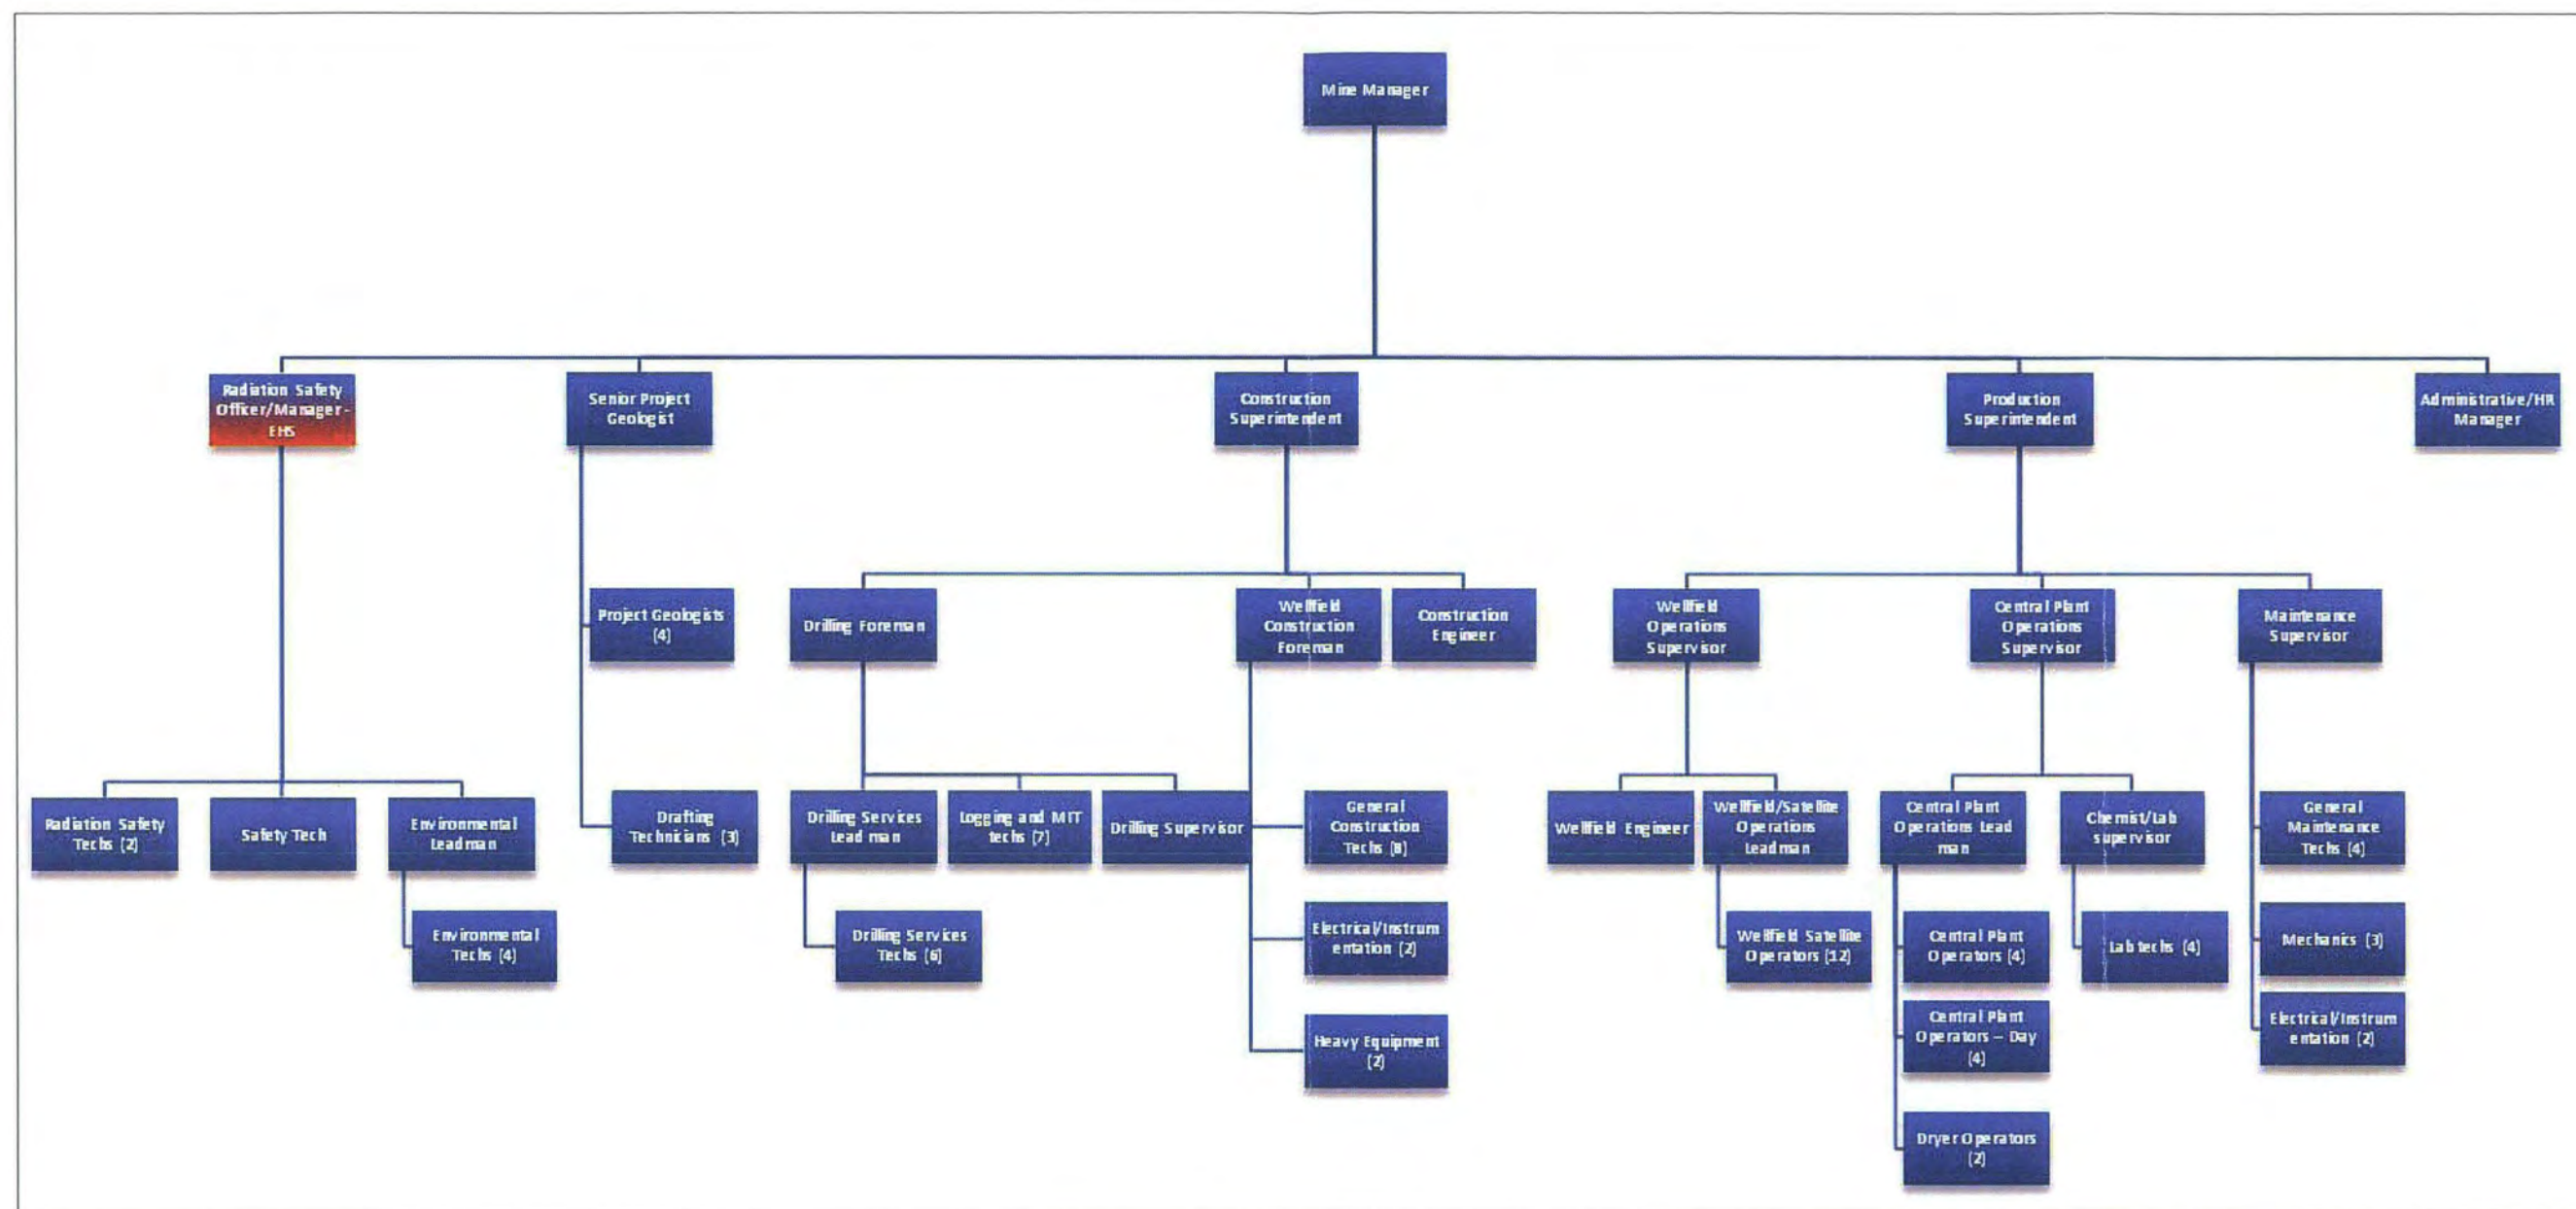 Mine Manager
Radiation Safety
Officer/Manager -
EHS
Senior Project
Geologist
Construction
Superintendent
Production
Superintendent
Administrative/HR
Manager
Project Geologists
(4)
Drilling Foreman
Wellfield
Construction
Foreman
Construction
Engineer
Wellfield
Operations
Supervisor
Central Plant
Operations
Supervisor
Maintenance
Supervisor
Radiation Safety
Techs (2)
Safety Tech
Environmental
Leadman
Drafting
Technicians (3)
Drilling Services
Lead man
Logging and MIT
techs (7)
Drilling Supervisor
General
Construction
Techs (8)
Wellfield Engineer
Wellfield/Satellite
Operations
Leadman
Central Plant
Operations Lead
man
Chemist/Lab
supervisor
General
Maintenance
Techs (4)
Environmental
Techs (4)
Drilling Services
Techs (6)
Electrical/Instrum
entation (2)
Wellfield Satellite
Operators (12)
Central Plant
Operators (4)
Lab techs (4)
Mechanics (3)
Heavy Equipment
(2)
Central Plant
Operators – Day
(4)
Electrical/Instrum
entation (2)
Dryer Operators
(2)